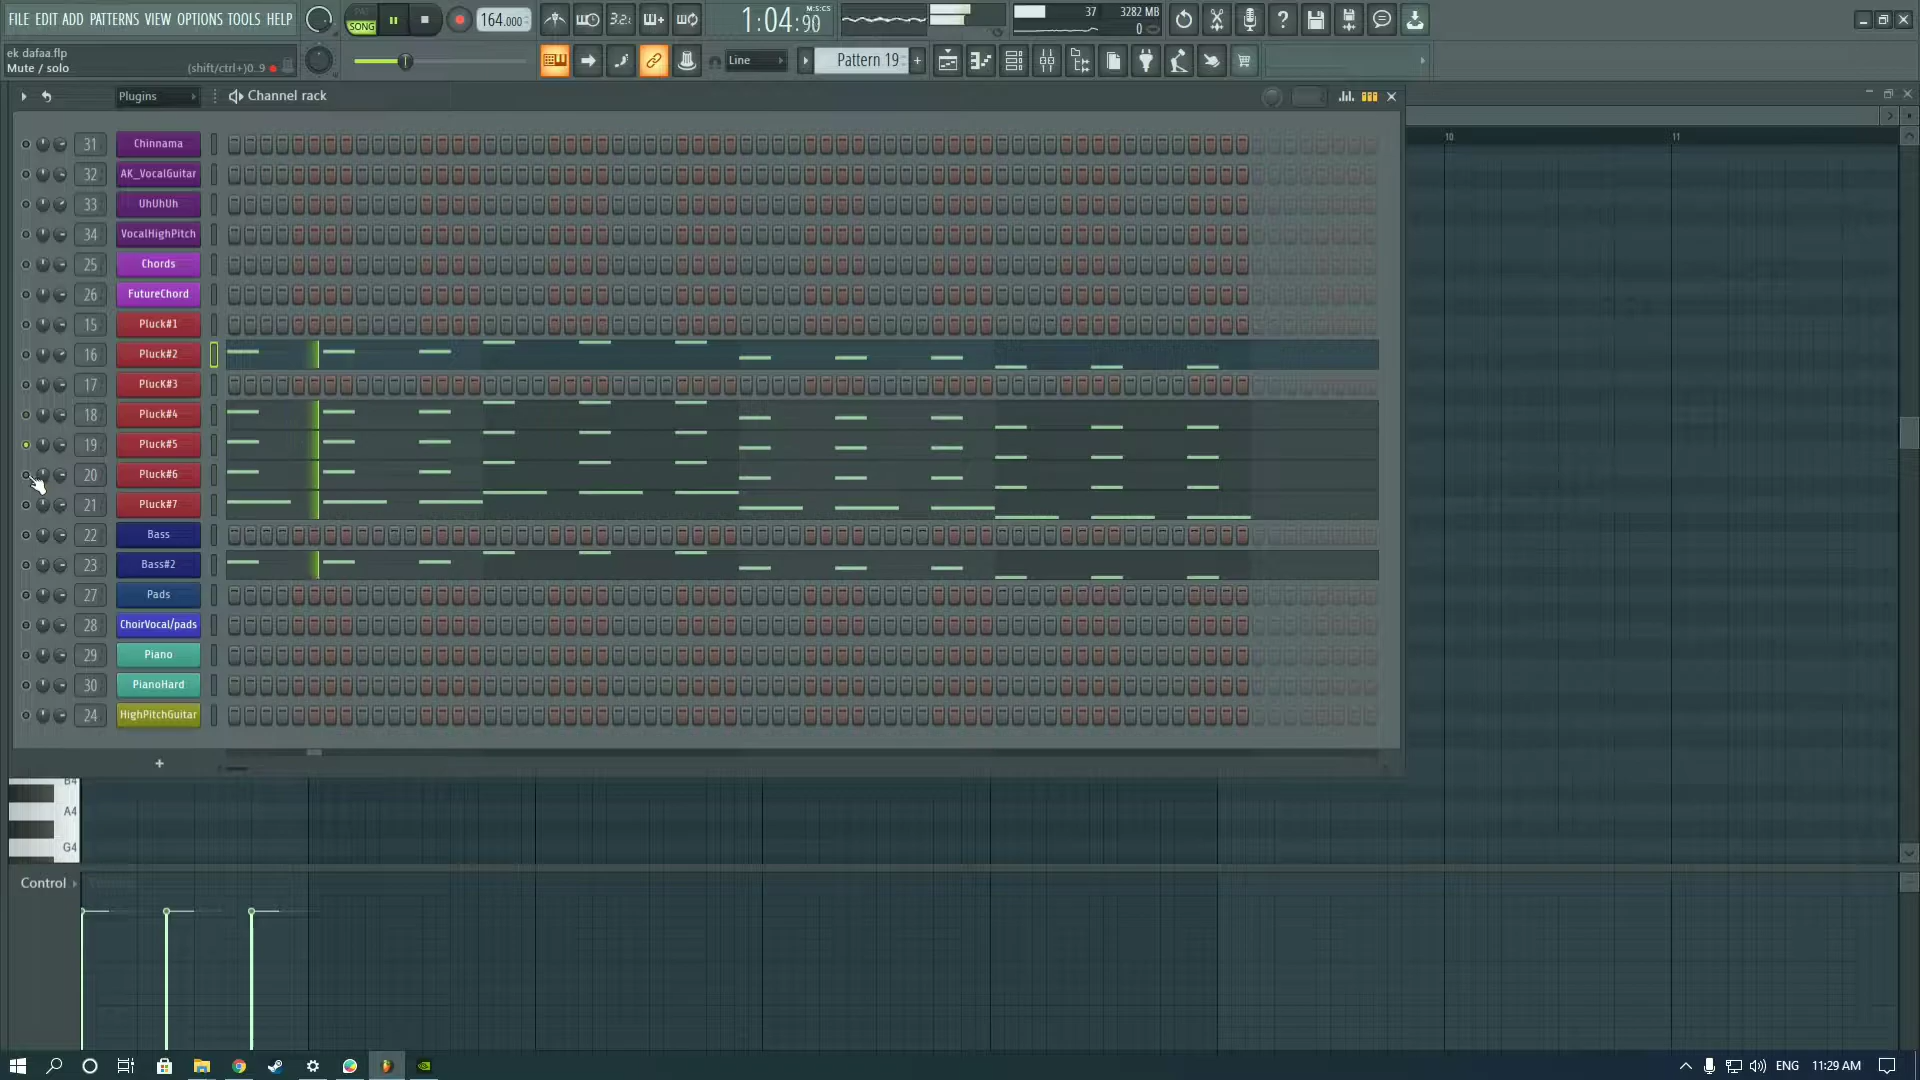 FILE EDIT ADD PATTERNS VIEW OPTIONS TOOLS HELP
PAT
SONG
164.000
3.2.:
1:04:90
M:S:CS
37
3282 MB
0
ek dafaa.flp
Mute / solo
(shift/ctrl+)0..9
Line
Pattern 19
+
Plugins
Channel rack
10
11
31 Chinnama
32 AK_VocalGuitar
33 UhUhUh
34 VocalHighPitch
25 Chords
26 FutureChord
15 Pluck#1
16 Pluck#2
17 Pluck#3
18 Pluck#4
19 Pluck#5
20 Pluck#6
21 Pluck#7
22 Bass
23 Bass#2
27 Pads
28 ChoirVocal/pads
29 Piano
30 PianoHard
24 HighPitchGuitar
+
B4
A4
G4
Control
ENG
11:29 AM